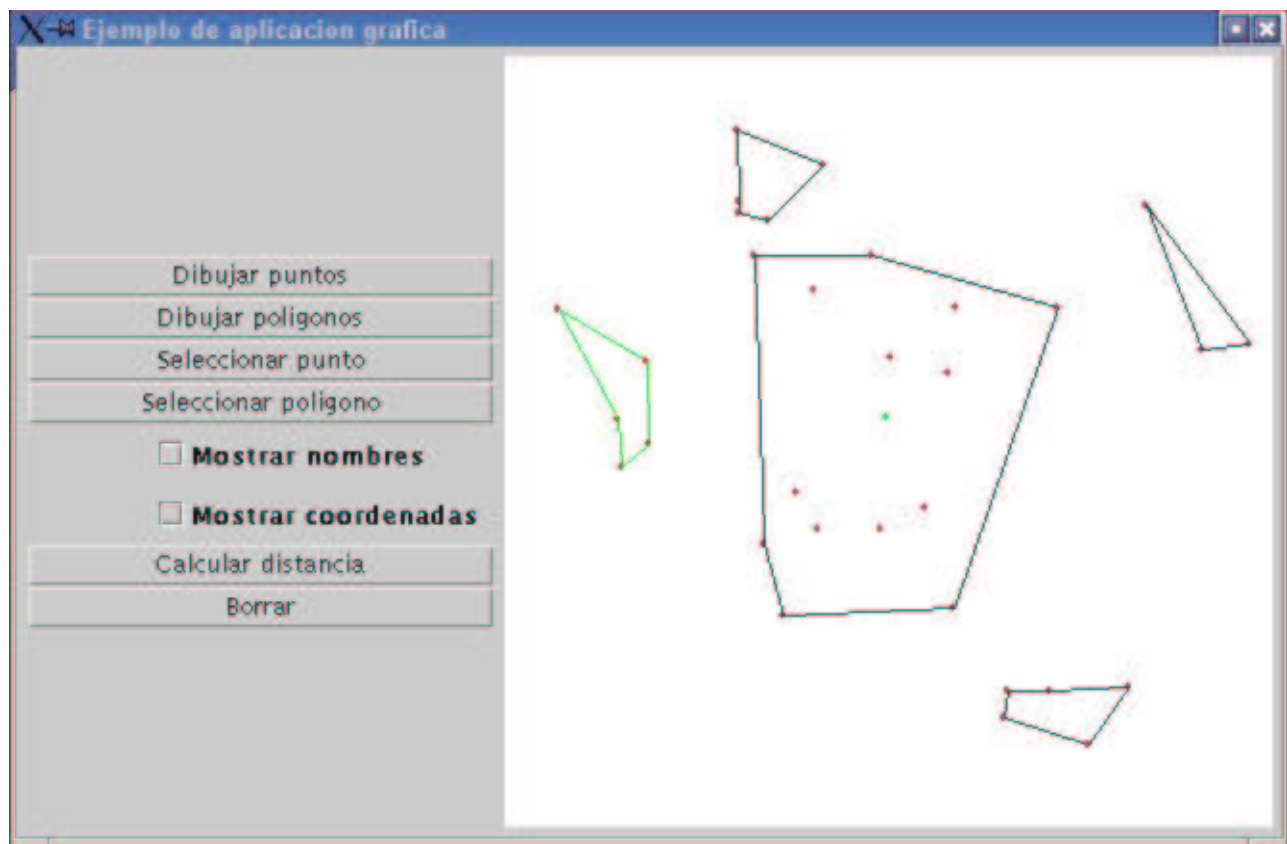 Ejemplo de aplicacion grafica
Dibujar puntos
Dibujar poligonos
Seleccionar punto
Seleccionar poligono
Mostrar nombres
Mostrar coordenadas
Calcular distancia
Borrar